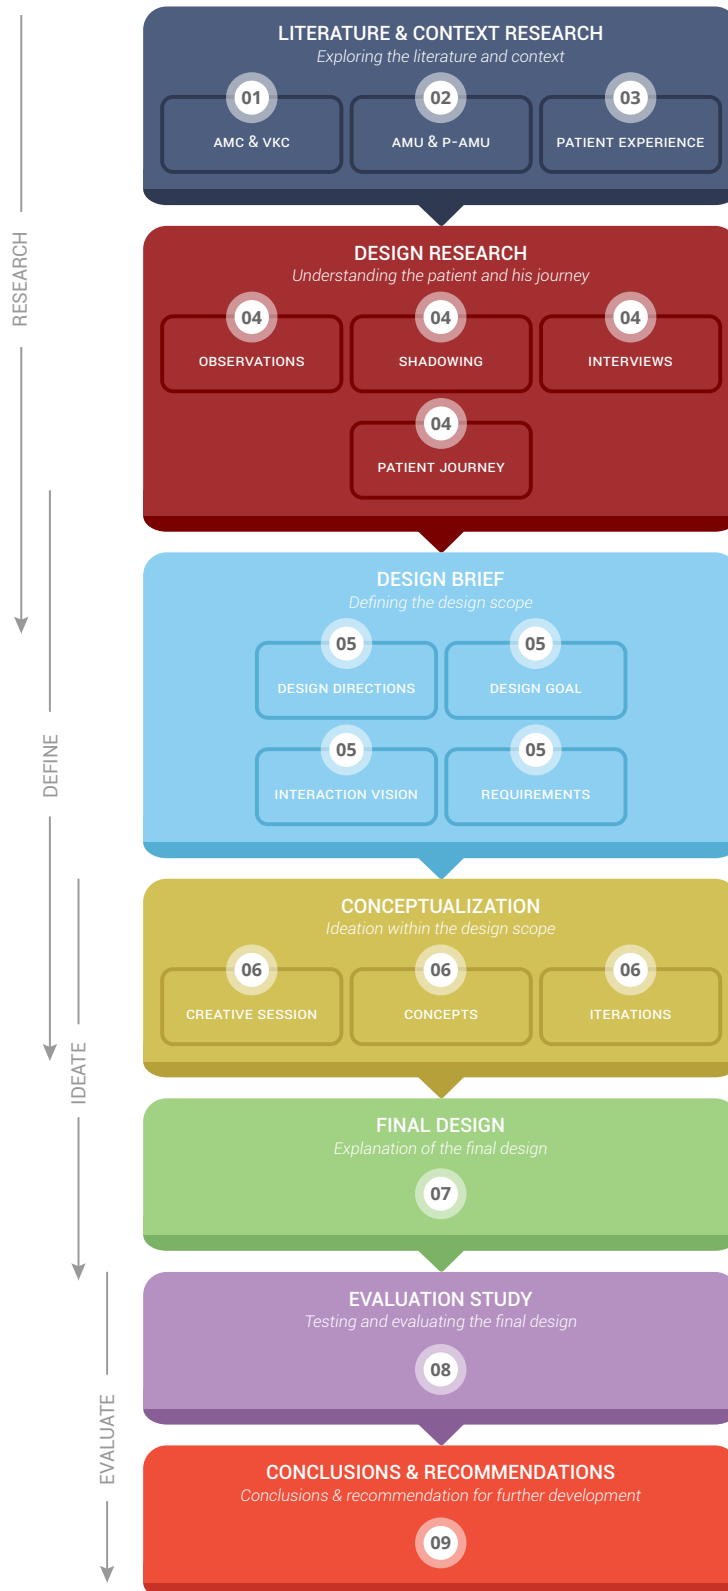 LITERATURE & CONTEXT RESEARCH
Exploring the literature and context
01
02
03
AMC & VKC
AMU & P-AMU
PATIENT EXPERIENCE
RESEARCH
DESIGN RESEARCH
Understanding the patient and his journey
04
04
04
OBSERVATIONS
SHADOWING
INTERVIEWS
04
PATIENT JOURNEY
DEFINE
DESIGN BRIEF
Defining the design scope
05
05
DESIGN DIRECTIONS
DESIGN GOAL
05
05
INTERACTION VISION
REQUIREMENTS
IDEATE
CONCEPTUALIZATION
Ideation within the design scope
06
06
06
CREATIVE SESSION
CONCEPTS
ITERATIONS
FINAL DESIGN
Explanation of the final design
07
EVALUATE
EVALUATION STUDY
Testing and evaluating the final design
08
CONCLUSIONS & RECOMMENDATIONS
Conclusions & recommendation for further development
09